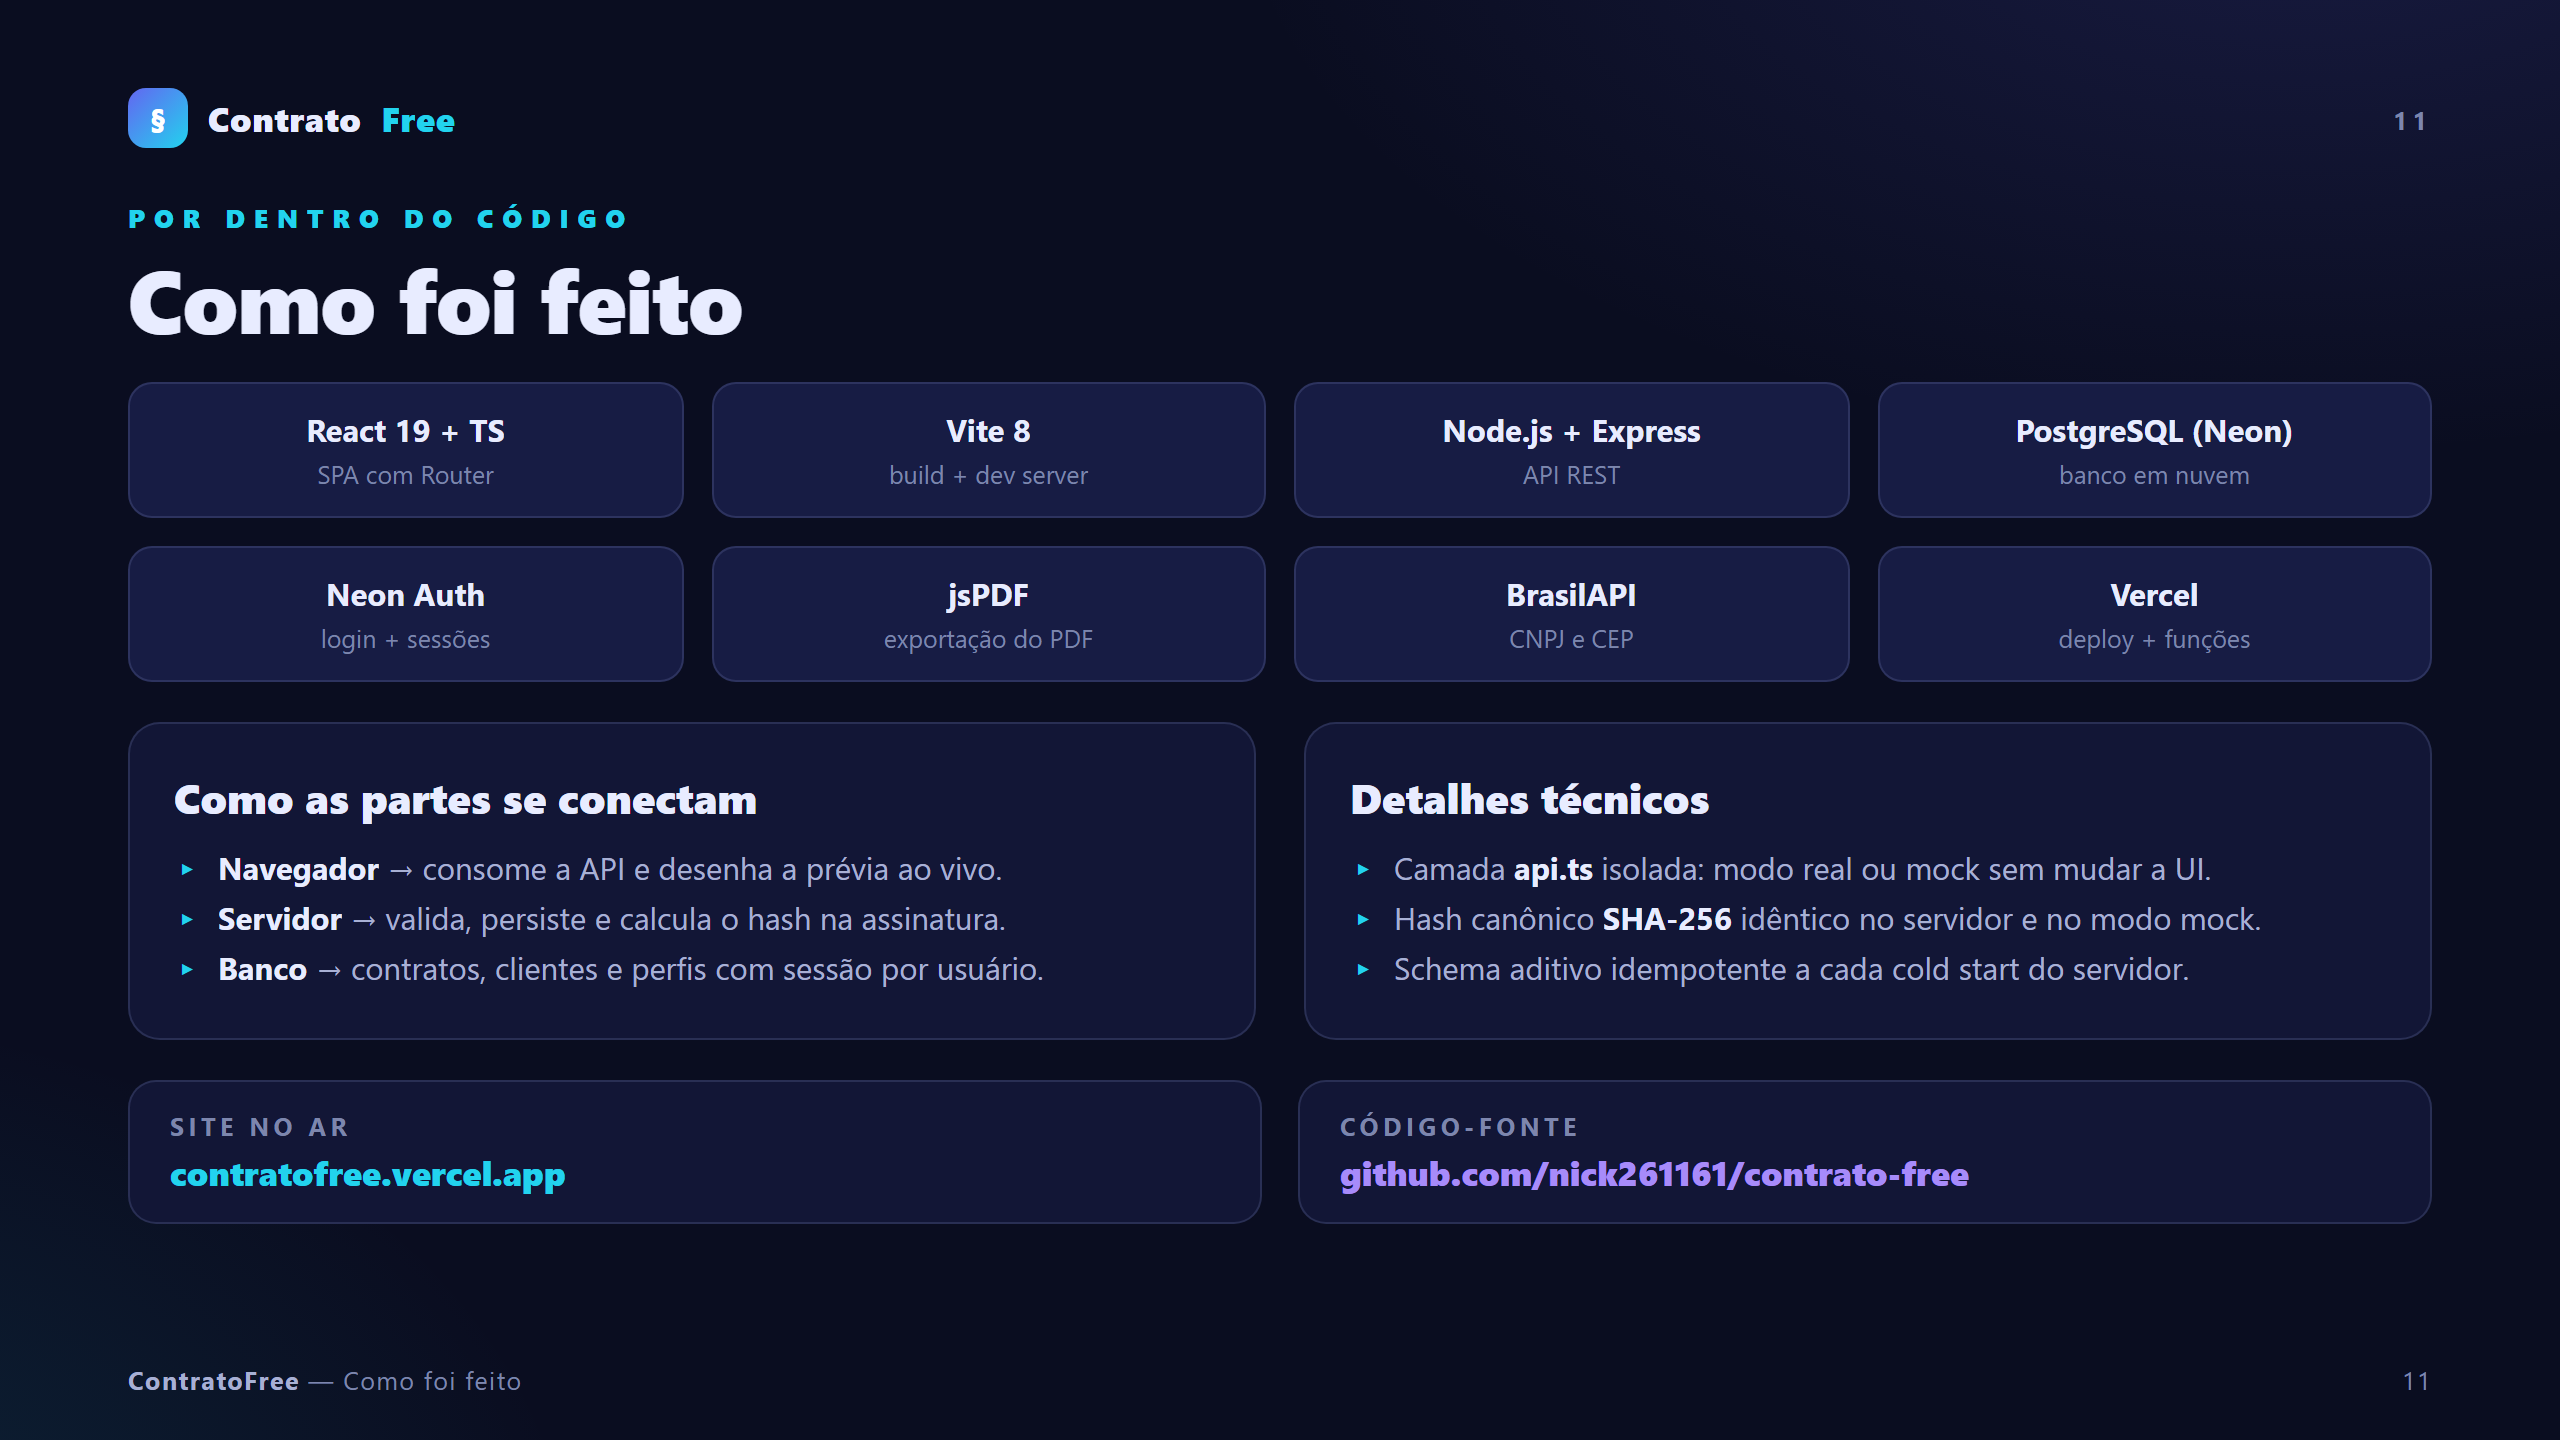 § Contrato Free
11
POR DENTRO DO CÓDIGO
Como foi feito
React 19 + TS
SPA com Router
Vite 8
build + dev server
Node.js + Express
API REST
PostgreSQL (Neon)
banco em nuvem
Neon Auth
login + sessões
jsPDF
exportação do PDF
BrasilAPI
CNPJ e CEP
Vercel
deploy + funções
Como as partes se conectam
▸ Navegador → consome a API e desenha a prévia ao vivo.
▸ Servidor → valida, persiste e calcula o hash na assinatura.
▸ Banco → contratos, clientes e perfis com sessão por usuário.
Detalhes técnicos
▸ Camada api.ts isolada: modo real ou mock sem mudar a UI.
▸ Hash canônico SHA-256 idêntico no servidor e no modo mock.
▸ Schema aditivo idempotente a cada cold start do servidor.
SITE NO AR
contratofree.vercel.app
CÓDIGO-FONTE
github.com/nick261161/contrato-free
ContratoFree — Como foi feito
11